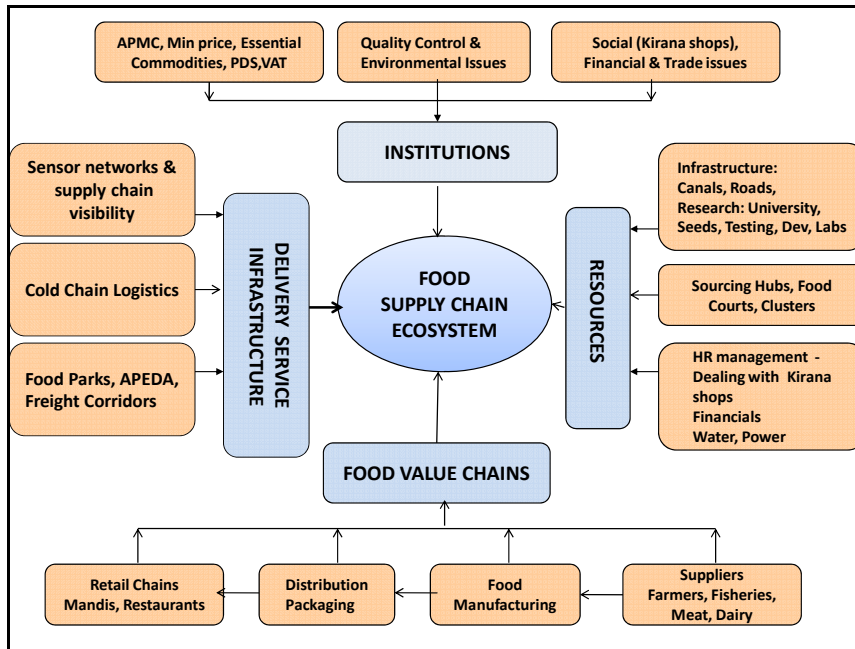 APMC, Min price, Essential
Commodities, PDS,VAT
Quality Control &
Environmental Issues
Social (Kirana shops),
Financial & Trade issues
INSTITUTIONS
Sensor networks &
supply chain
visibility
Cold Chain Logistics
Food Parks, APEDA,
Freight Corridors
DELIVERY SERVICE
INFRASTRUCTURE
FOOD
SUPPLY CHAIN
ECOSYSTEM
RESOURCES
Infrastructure:
Canals, Roads,
Research: University,
Seeds, Testing, Dev, Labs
Sourcing Hubs, Food
Courts, Clusters
HR management -
Dealing with Kirana
shops
Financials
Water, Power
FOOD VALUE CHAINS
Retail Chains
Mandis, Restaurants
Distribution
Packaging
Food
Manufacturing
Suppliers
Farmers, Fisheries,
Meat, Dairy